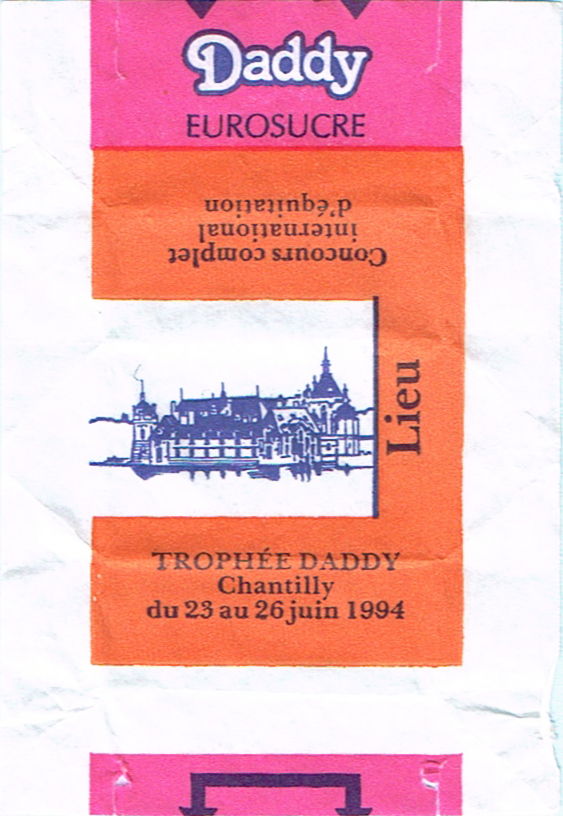 Daddy
EUROSUCRE
Concours complet
international
d'équitation
Lieu
TROPHÉE DADDY
Chantilly
du 23 au 26 juin 1994